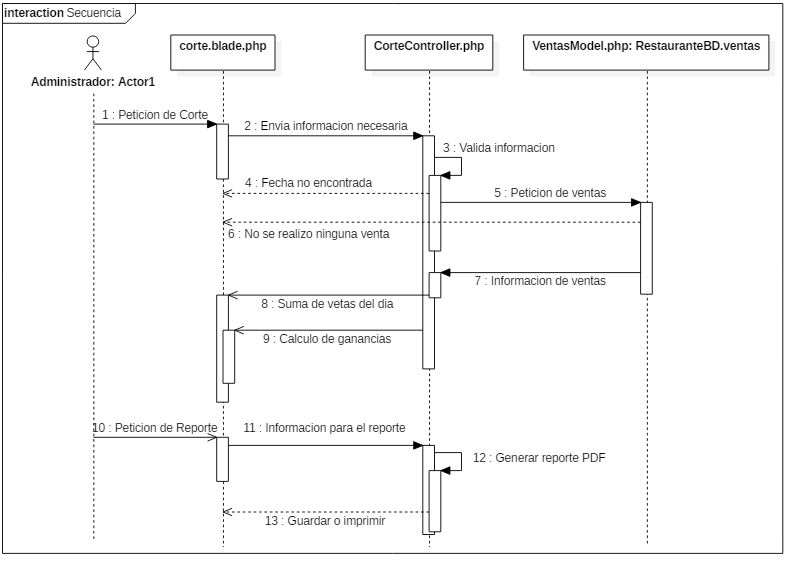 interaction Secuencia
corte.blade.php
CorteController.php
VentasModel.php: RestauranteBD.ventas
Administrador: Actor1
1 : Peticion de Corte
2 : Envia informacion necesaria
3 : Valida informacion
4 : Fecha no encontrada
5 : Peticion de ventas
6 : No se realizo ninguna venta
7 : Informacion de ventas
8 : Suma de vetas del dia
9 : Calculo de ganancias
10 : Peticion de Reporte
11 : Informacion para el reporte
12 : Generar reporte PDF
13 : Guardar o imprimir